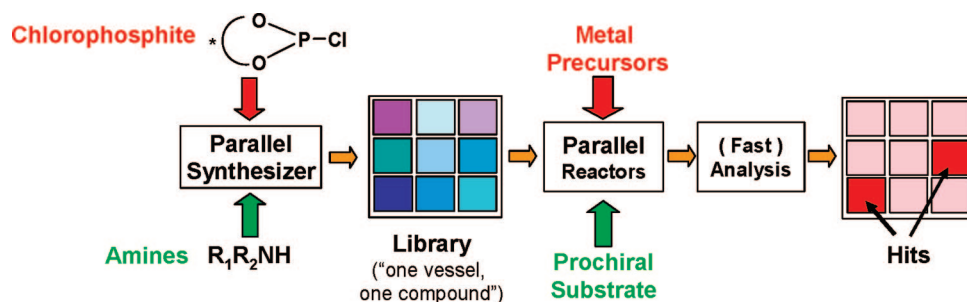 Chlorophosphite
*
O
O
P
Cl
Parallel
Synthesizer
Amines
R₁R₂NH
Library
("one vessel,
one compound")
Metal
Precursors
Parallel
Reactors
Prochiral
Substrate
( Fast )
Analysis
Hits